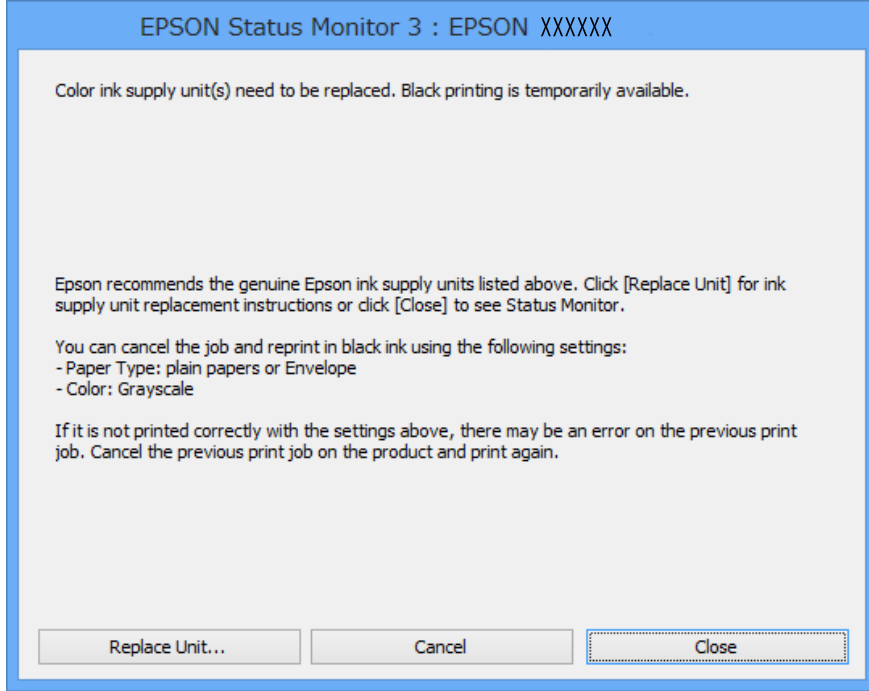 EPSON Status Monitor 3 : EPSON XXXXXX
Color ink supply unit(s) need to be replaced. Black printing is temporarily available.
Epson recommends the genuine Epson ink supply units listed above. Click [Replace Unit] for ink
supply unit replacement instructions or click [Close] to see Status Monitor.
You can cancel the job and reprint in black ink using the following settings:
- Paper Type: plain papers or Envelope
- Color: Grayscale
If it is not printed correctly with the settings above, there may be an error on the previous print
job. Cancel the previous print job on the product and print again.
Replace Unit... Cancel Close